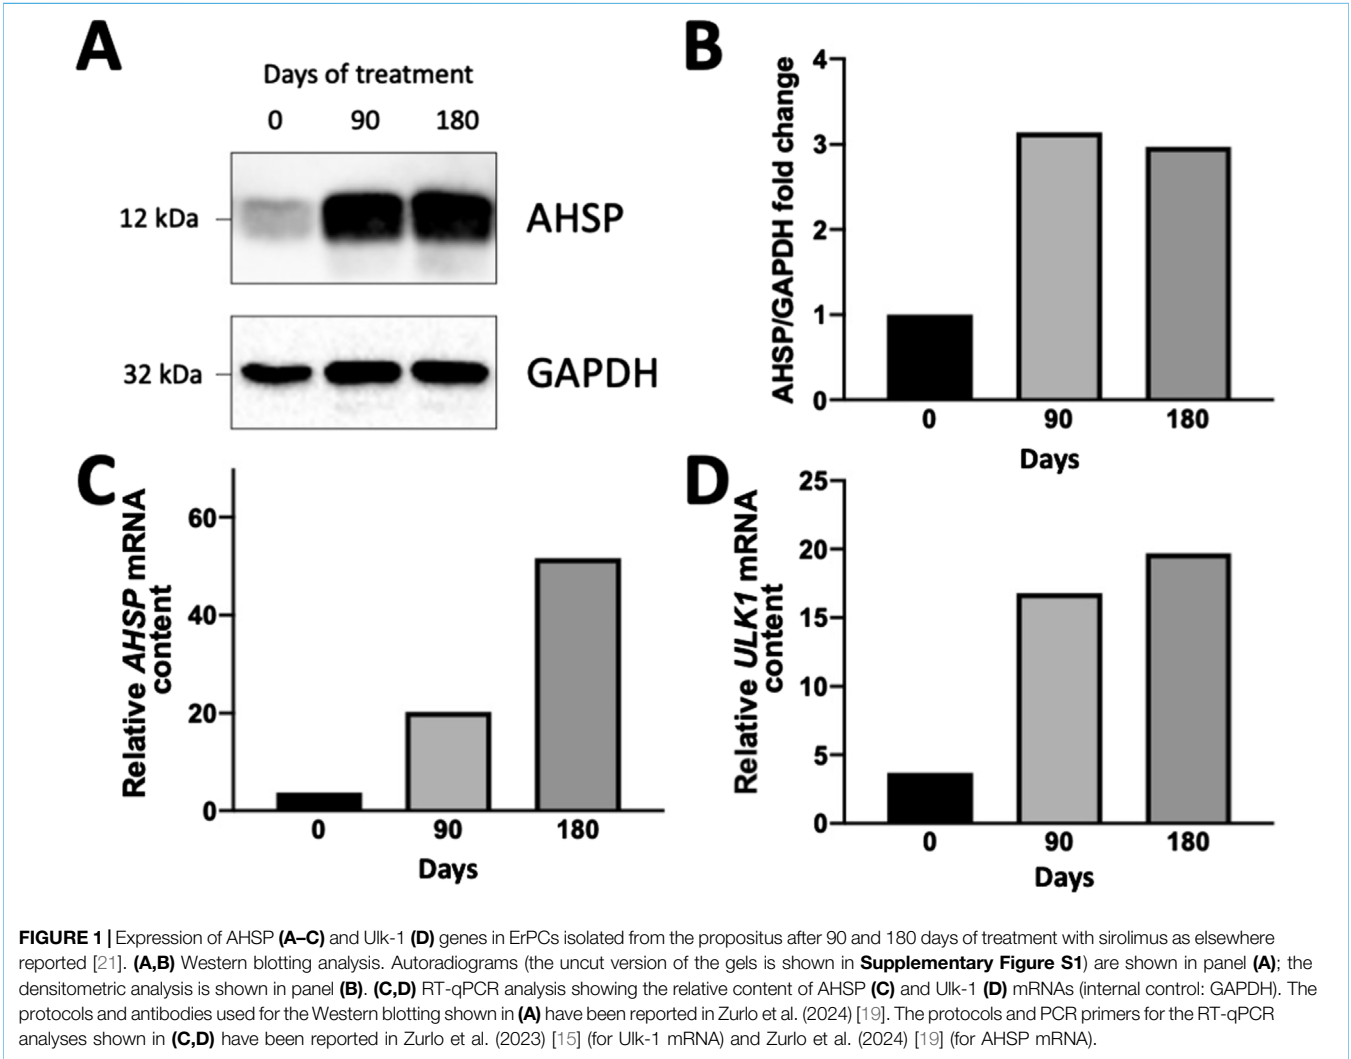 A
Days of treatment
0 90 180
12 kDa
AHSP
32 kDa
GAPDH
B
AHSP/GAPDH fold change
4
3
2
1
0
0 90 180
Days
C
Relative AHSP mRNA
content
60
40
20
0
0 90 180
Days
D
Relative ULK1 mRNA
content
25
20
15
10
5
0
0 90 180
Days
FIGURE 1 | Expression of AHSP (A–C) and Ulk-1 (D) genes in ErPCs isolated from the propositus after 90 and 180 days of treatment with sirolimus as elsewhere
reported [21]. (A,B) Western blotting analysis. Autoradiograms (the uncut version of the gels is shown in Supplementary Figure S1) are shown in panel (A); the
densitometric analysis is shown in panel (B). (C,D) RT-qPCR analysis showing the relative content of AHSP (C) and Ulk-1 (D) mRNAs (internal control: GAPDH). The
protocols and antibodies used for the Western blotting shown in (A) have been reported in Zurlo et al. (2024) [19]. The protocols and PCR primers for the RT-qPCR
analyses shown in (C,D) have been reported in Zurlo et al. (2023) [15] (for Ulk-1 mRNA) and Zurlo et al. (2024) [19] (for AHSP mRNA).